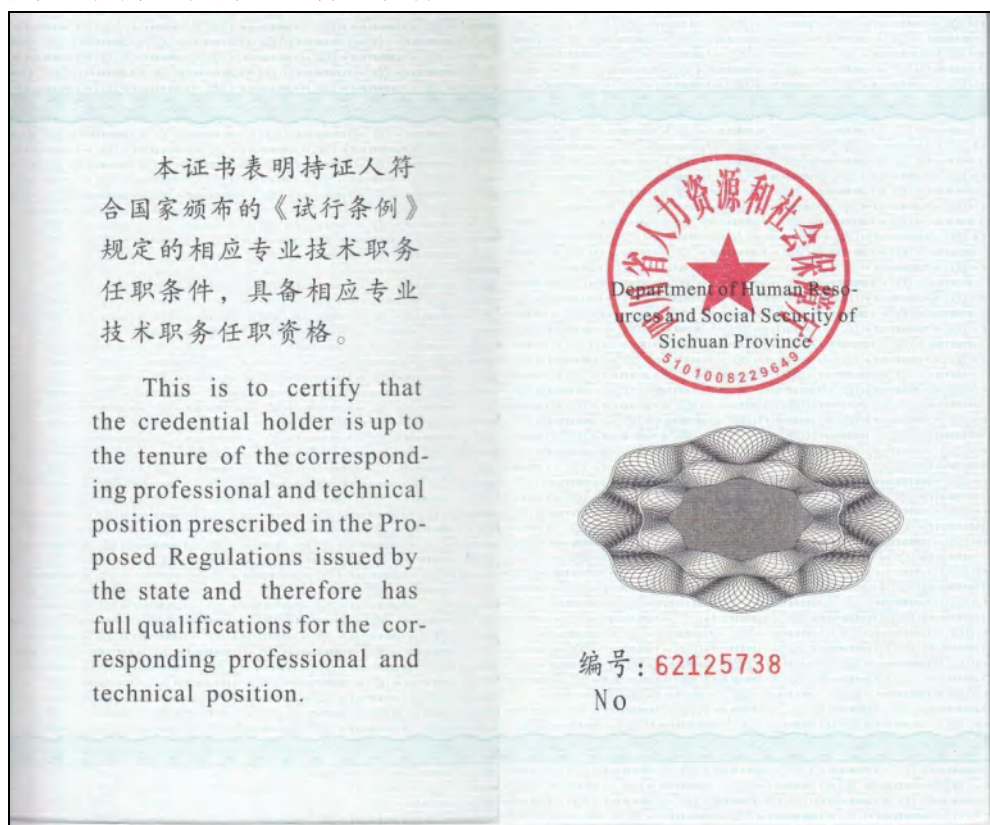 本证书表明持证人符
合国家颁布的《试行条例》
规定的相应专业技术职务
任职条件，具备相应专业
技术职务任职资格。
This is to certify that
the credential holder is up to
the tenure of the correspond-
ing professional and technical
position prescribed in the Pro-
posed Regulations issued by
the state and therefore has
full qualifications for the cor-
responding professional and
technical position.
四川省人力资源和社会保障厅
Department of Human Reso-
urces and Social Security of
Sichuan Province
5101008229649
编号:62125738
No